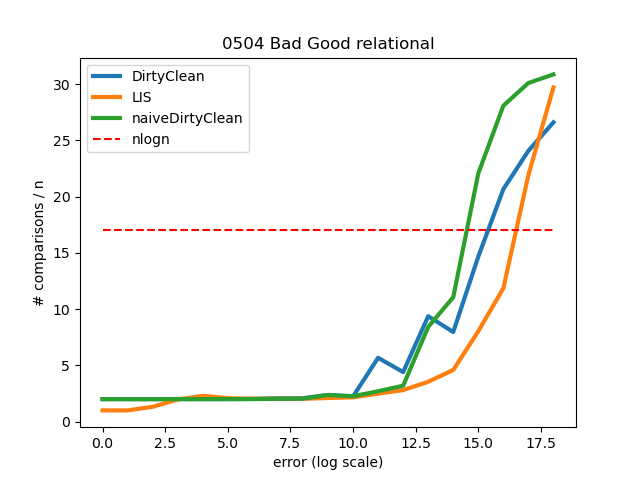 0504 Bad Good relational
DirtyClean
LIS
naiveDirtyClean
nlogn
# comparisons / n
30
25
20
15
10
5
0
0.0 2.5 5.0 7.5 10.0 12.5 15.0 17.5
error (log scale)